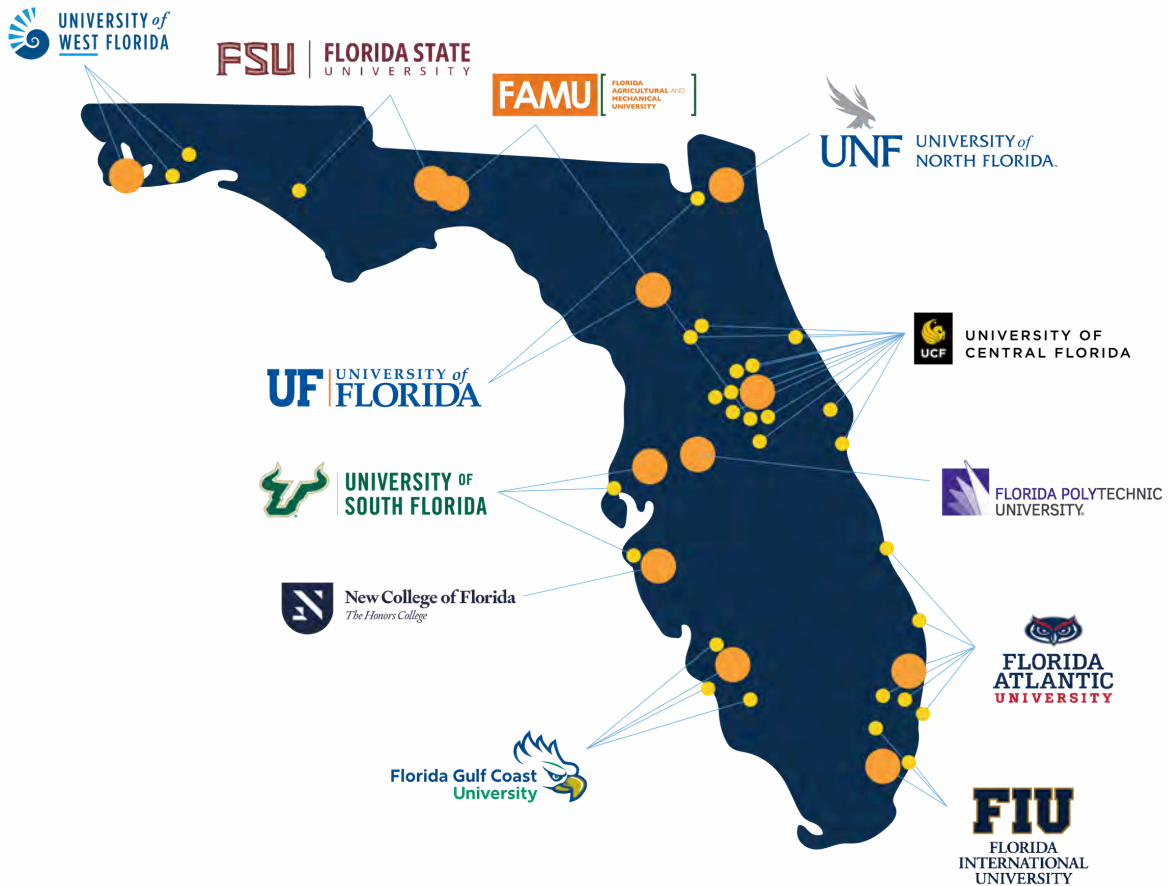 UNIVERSITY of
WEST FLORIDA
FSU FLORIDA STATE
UNIVERSITY
FAMU FLORIDA
AGRICULTURAL AND
MECHANICAL
UNIVERSITY
UNF UNIVERSITY of
NORTH FLORIDA
UCF UNIVERSITY OF
CENTRAL FLORIDA
UF UNIVERSITY of
FLORIDA
UNIVERSITY OF
SOUTH FLORIDA
FLORIDA POLYTECHNIC
UNIVERSITY
New College of Florida
The Honors College
FLORIDA
ATLANTIC
UNIVERSITY
Florida Gulf Coast
University
FIU
FLORIDA
INTERNATIONAL
UNIVERSITY